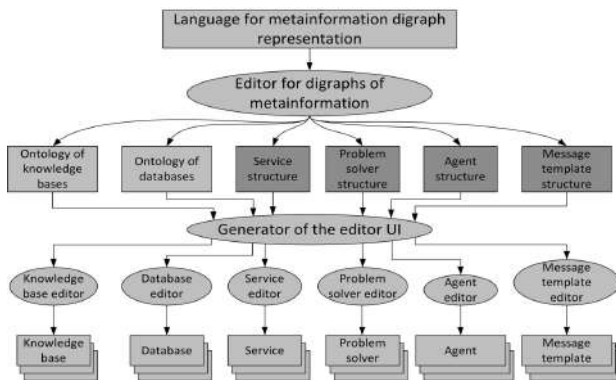 Language for metainformation digraph
representation
Editor for digraphs of
metainformation
Ontology of
knowledge
bases
Ontology of
databases
Service
structure
Problem
solver
structure
Agent
structure
Message
template
structure
Generator of the editor UI
Knowledge
base editor
Database
editor
Service
editor
Problem
solver editor
Agent
editor
Message
template
editor
Knowledge
base
Database
Service
Problem
solver
Agent
Message
template